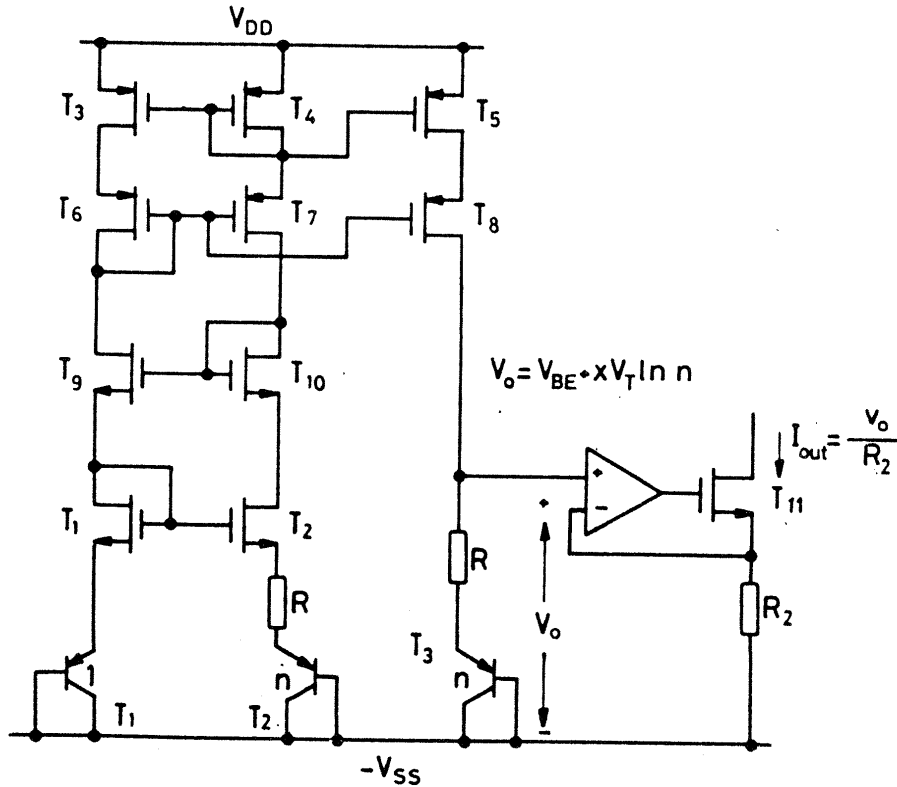 V_DD
T_3
T_4
T_5
T_6
T_7
T_8
T_9
T_10
V_o = V_BE + x V_T ln n
I_out = v_o / R_2
+
-
T_11
T_1
T_2
+
R
R
R_2
V_o
T_3
1
n
n
T_1
T_2
-
-V_SS